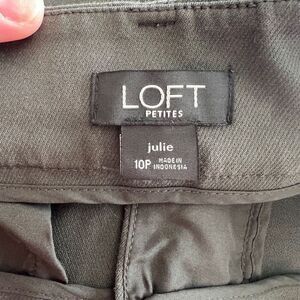 LOFT
PETITES
julie
10P MADE IN
INDONESIA